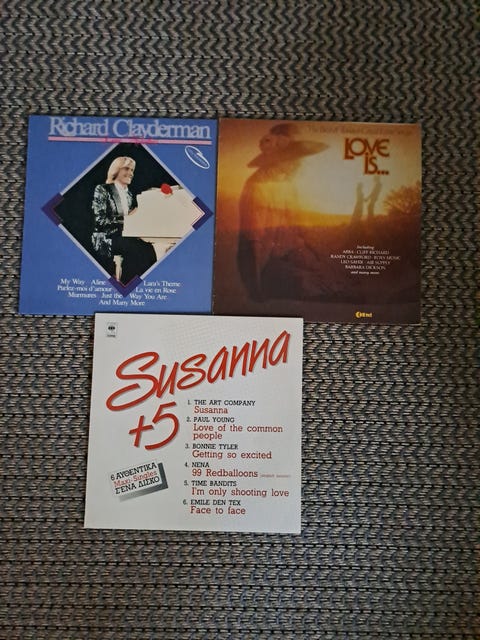 Richard Clayderman
My Way Aline Lara's Theme
Parlez-moi d'amour La vie en Rose
Murmures Just the Way You Are
And Many More
LOVE
IS...
Including
ABBA · CLIFF RICHARD
RANDY CRAWFORD · ROXY MUSIC
LEO SAYER · AIR SUPPLY
BARBARA DICKSON
and many more
Susanna
+5
1. THE ART COMPANY
Susanna
2. PAUL YOUNG
Love of the common
people
3. BONNIE TYLER
Getting so excited
4. NENA
99 Redballoons
5. TIME BANDITS
I'm only shooting love
6. EMILE DEN TEX
Face to face
6 ΑΥΘΕΝΤΙΚΑ
Maxi-Singles
Σ'ΕΝΑ ΔΙΣΚΟ